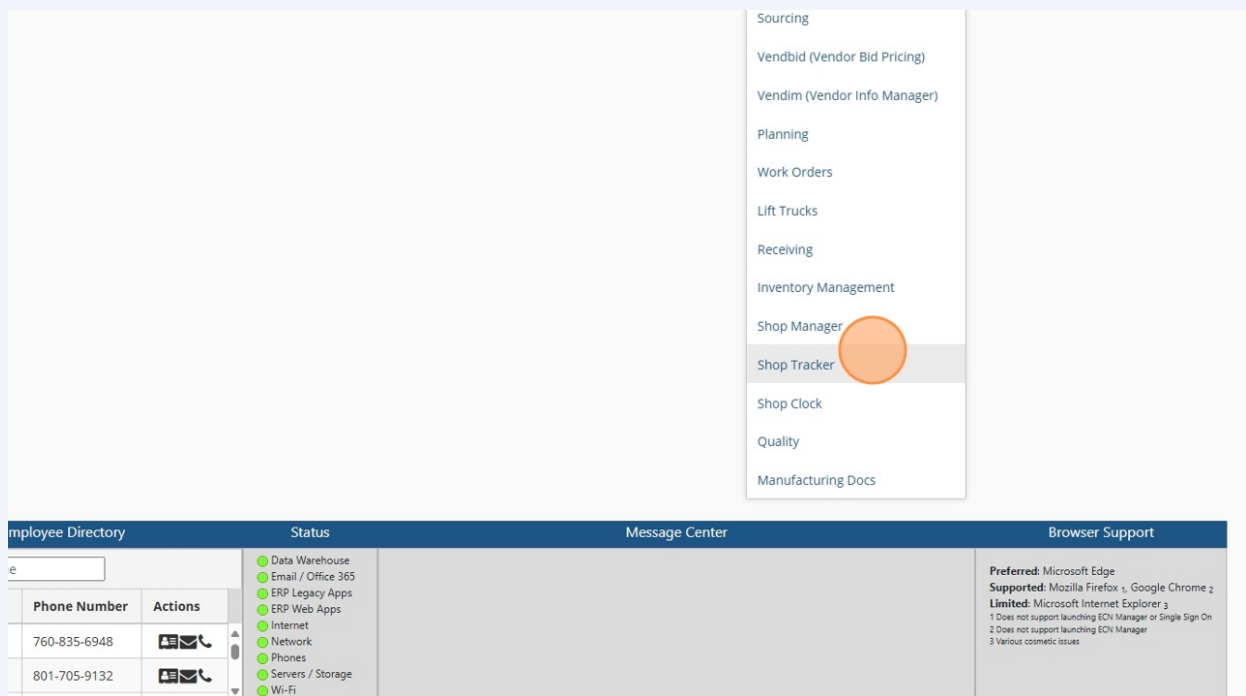 Sourcing
Vendbid (Vendor Bid Pricing)
Vendim (Vendor Info Manager)
Planning
Work Orders
Lift Trucks
Receiving
Inventory Management
Shop Manager
Shop Tracker
Shop Clock
Quality
Manufacturing Docs
mployee Directory
Status
Message Center
Browser Support
e
Phone Number Actions
760-835-6948
801-705-9132
Data Warehouse
Email / Office 365
ERP Legacy Apps
ERP Web Apps
Internet
Network
Phones
Servers / Storage
Wi-Fi
Preferred: Microsoft Edge
Supported: Mozilla Firefox 1, Google Chrome 2
Limited: Microsoft Internet Explorer 3
1 Does not support launching ECN Manager or Single Sign On
2 Does not support launching ECN Manager
3 Various cosmetic issues